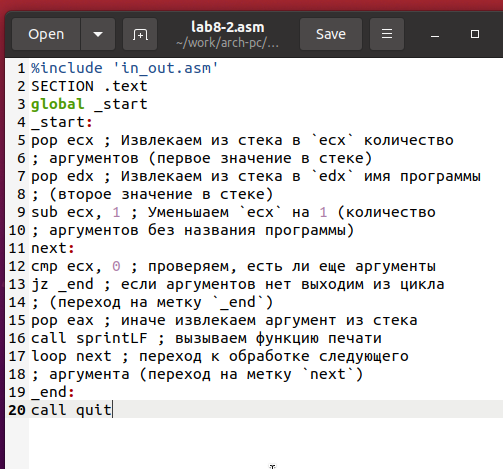 Open
lab8-2.asm
~/work/arch-pc/...
Save
1 %include 'in_out.asm'
2 SECTION .text
3 global _start
4 _start:
5 pop ecx ; Извлекаем из стека в `ecx` количество
6 ; аргументов (первое значение в стеке)
7 pop edx ; Извлекаем из стека в `edx` имя программы
8 ; (второе значение в стеке)
9 sub ecx, 1 ; Уменьшаем `ecx` на 1 (количество
10 ; аргументов без названия программы)
11 next:
12 cmp ecx, 0 ; проверяем, есть ли еще аргументы
13 jz _end ; если аргументов нет выходим из цикла
14 ; (переход на метку `_end`)
15 pop eax ; иначе извлекаем аргумент из стека
16 call sprintLF ; вызываем функцию печати
17 loop next ; переход к обработке следующего
18 ; аргумента (переход на метку `next`)
19 _end:
20 call quit